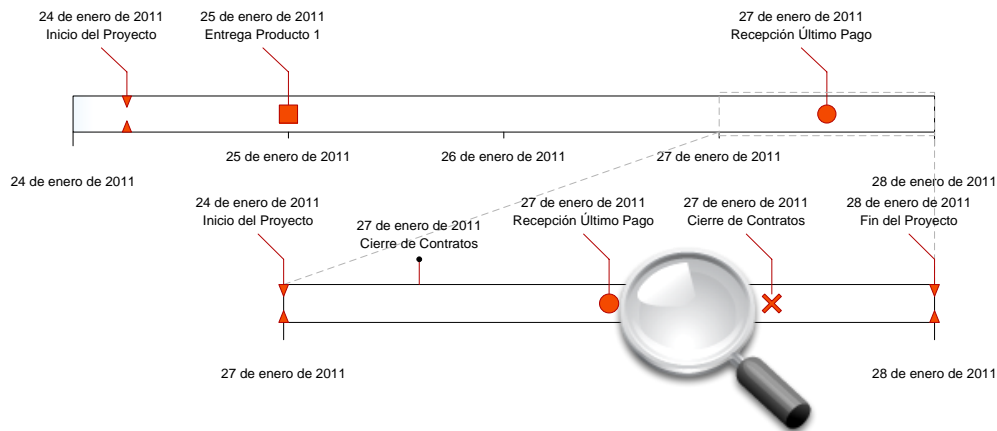 24 de enero de 2011
Inicio del Proyecto
25 de enero de 2011
Entrega Producto 1
27 de enero de 2011
Recepción Último Pago
25 de enero de 2011
26 de enero de 2011
27 de enero de 2011
24 de enero de 2011
28 de enero de 2011
24 de enero de 2011
Inicio del Proyecto
27 de enero de 2011
Cierre de Contratos
27 de enero de 2011
Recepción Último Pago
27 de enero de 2011
Cierre de Contratos
28 de enero de 2011
Fin del Proyecto
27 de enero de 2011
28 de enero de 2011